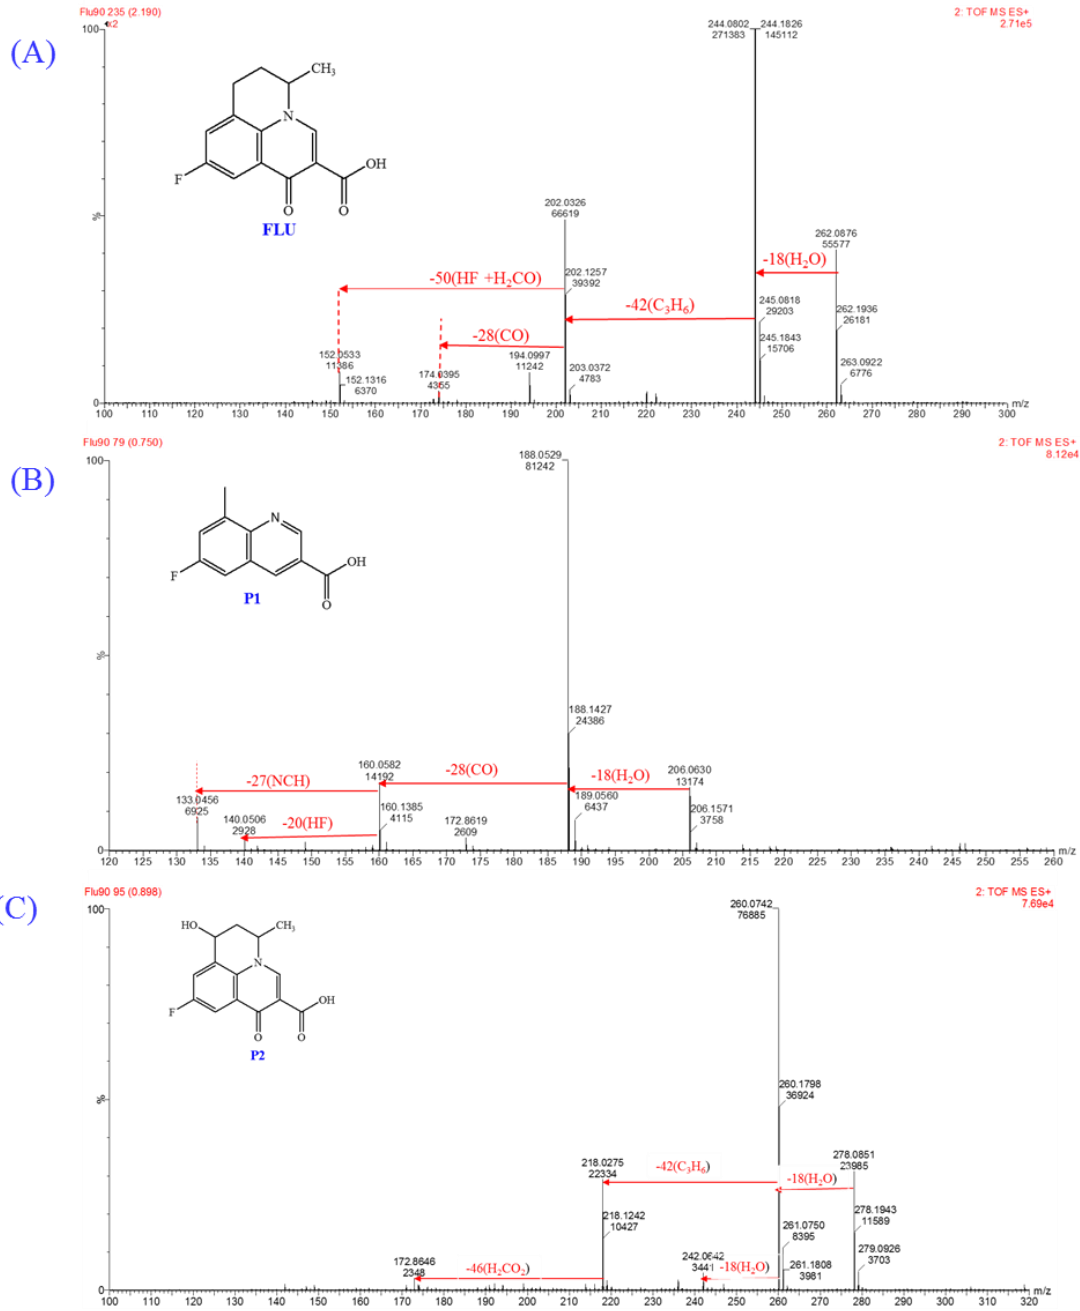 Flu90 235 (2.190)
2: TOF MS ES+
2.71e5
x2
(A)
100
%
0
CH₃
N
F
O
OH
O
FLU
244.0802
271383
244.1826
145112
202.0326
66619
262.0876
55577
-18(H₂O)
-50(HF +H₂CO)
202.1257
39392
-42(C₃H₆)
245.0818
29203
262.1936
26181
-28(CO)
245.1843
15706
152.0533
11386
152.1316
6370
174.0395
4365
194.0997
11242
203.0372
4783
263.0922
6776
100 110 120 130 140 150 160 170 180 190 200 210 220 230 240 250 260 270 280 290 300 m/z
Flu90 79 (0.750)
2: TOF MS ES+
8.12e4
(B)
100
%
0
N
F
OH
O
P1
188.0529
81242
188.1427
24386
160.0582
14192
-28(CO)
-27(NCH)
-18(H₂O)
206.0630
13174
133.0456
6925
160.1385
4115
189.0560
6437
206.1571
3758
140.0506
2928
-20(HF)
172.8619
2609
120 125 130 135 140 145 150 155 160 165 170 175 180 185 190 195 200 205 210 215 220 225 230 235 240 245 250 255 260 m/z
Flu90 95 (0.898)
2: TOF MS ES+
7.69e4
(C)
100
%
0
HO
CH₃
N
F
O
OH
O
P2
260.0742
76885
260.1798
36924
218.0275
22334
-42(C₃H₆)
278.0851
23985
-18(H₂O)
218.1242
10427
278.1943
11589
261.0750
8395
279.0926
3703
172.8646
2348
-46(H₂CO₂)
242.0642
3441
-18(H₂O)
261.1808
3981
100 110 120 130 140 150 160 170 180 190 200 210 220 230 240 250 260 270 280 290 300 310 320 m/z